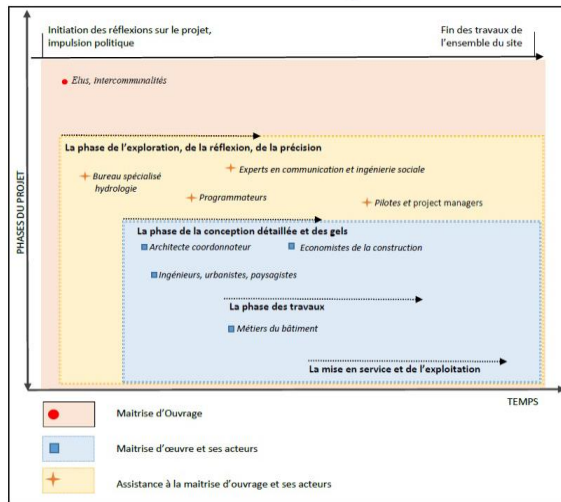 Initiation des réflexions sur le projet,
impulsion politique
Fin des travaux de
l'ensemble du site
PHASES DU PROJET
Elus, intercommunalités
La phase de l'exploration, de la réflexion, de la précision
Bureau spécialisé
hydrologie
Experts en communication et ingénierie sociale
Programmateurs
Pilotes et project managers
La phase de la conception détaillée et des gels
Architecte coordonnateur
Economistes de la construction
Ingénieurs, urbanistes, paysagistes
La phase des travaux
Métiers du bâtiment
La mise en service et de l'exploitation
TEMPS
Maitrise d'Ouvrage
Maitrise d'œuvre et ses acteurs
Assistance à la maitrise d'ouvrage et ses acteurs